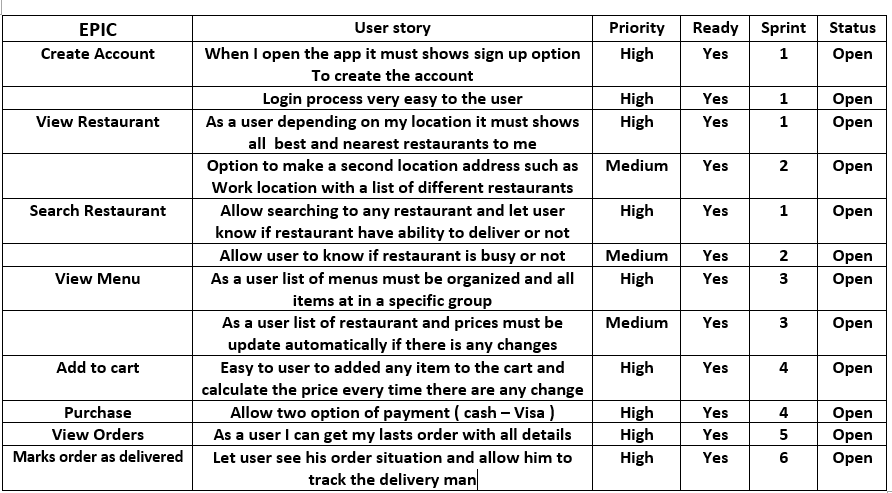 EPIC User story Priority Ready Sprint Status
Create Account When I open the app it must shows sign up option High Yes 1 Open
To create the account
Login process very easy to the user High Yes 1 Open
View Restaurant As a user depending on my location it must shows High Yes 1 Open
all best and nearest restaurants to me
Option to make a second location address such as Medium Yes 2 Open
Work location with a list of different restaurants
Search Restaurant Allow searching to any restaurant and let user High Yes 1 Open
know if restaurant have ability to deliver or not
Allow user to know if restaurant is busy or not Medium Yes 2 Open
View Menu As a user list of menus must be organized and all High Yes 3 Open
items at in a specific group
As a user list of restaurant and prices must be Medium Yes 3 Open
update automatically if there is any changes
Add to cart Easy to user to added any item to the cart and High Yes 4 Open
calculate the price every time there are any change
Purchase Allow two option of payment ( cash – Visa ) High Yes 4 Open
View Orders As a user I can get my lasts order with all details High Yes 5 Open
Marks order as delivered Let user see his order situation and allow him to High Yes 6 Open
track the delivery man